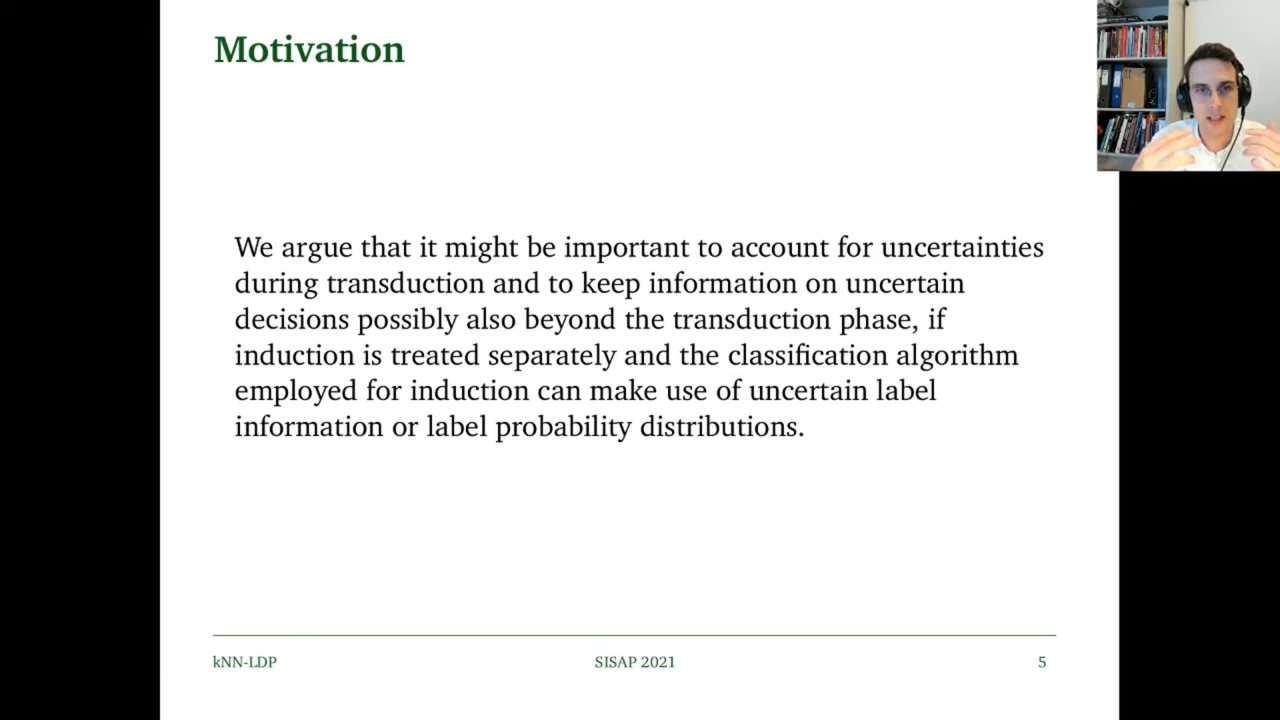 Motivation
We argue that it might be important to account for uncertainties
during transduction and to keep information on uncertain
decisions possibly also beyond the transduction phase, if
induction is treated separately and the classification algorithm
employed for induction can make use of uncertain label
information or label probability distributions.
kNN-LDP
SISAP 2021
5